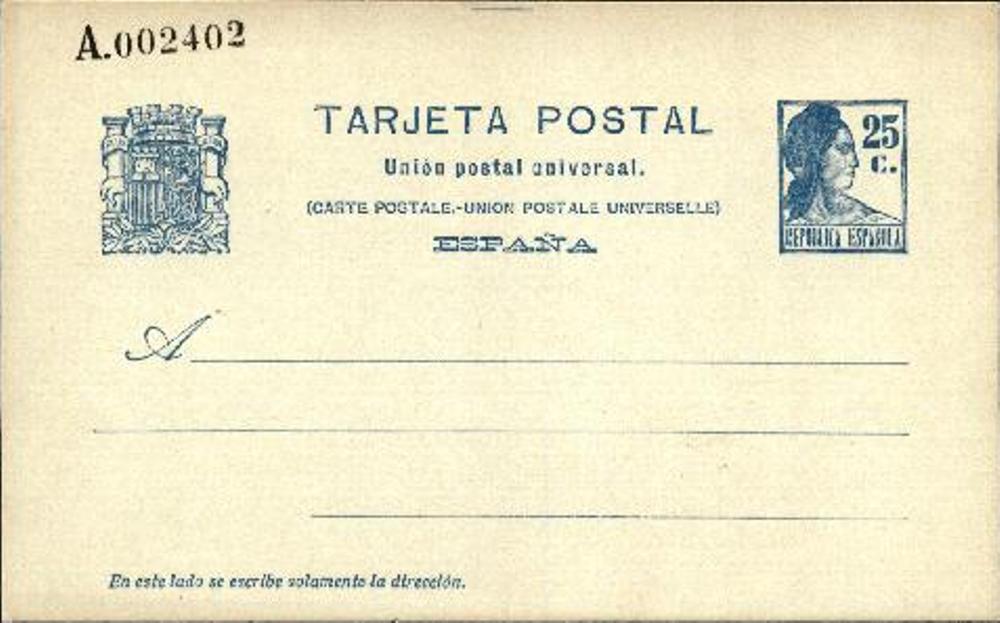 A.002402
TARJETA POSTAL
25
c.
Unión postal universal.
(CARTE POSTALE.-UNION POSTALE UNIVERSELLE)
ESPAÑA
REPUBLICA ESPAÑOLA
A
En este lado se escribe solamente la dirección.